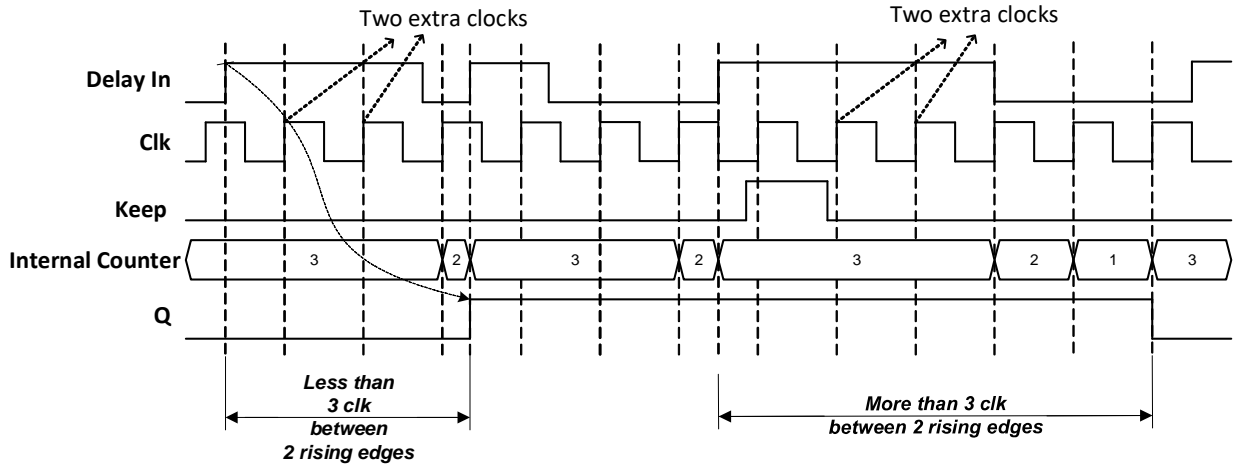 Two extra clocks
Two extra clocks
Delay In
Clk
Keep
Internal Counter
3
2
3
2
3
2
1
3
Q
Less than
3 clk
between
2 rising edges
More than 3 clk
between 2 rising edges